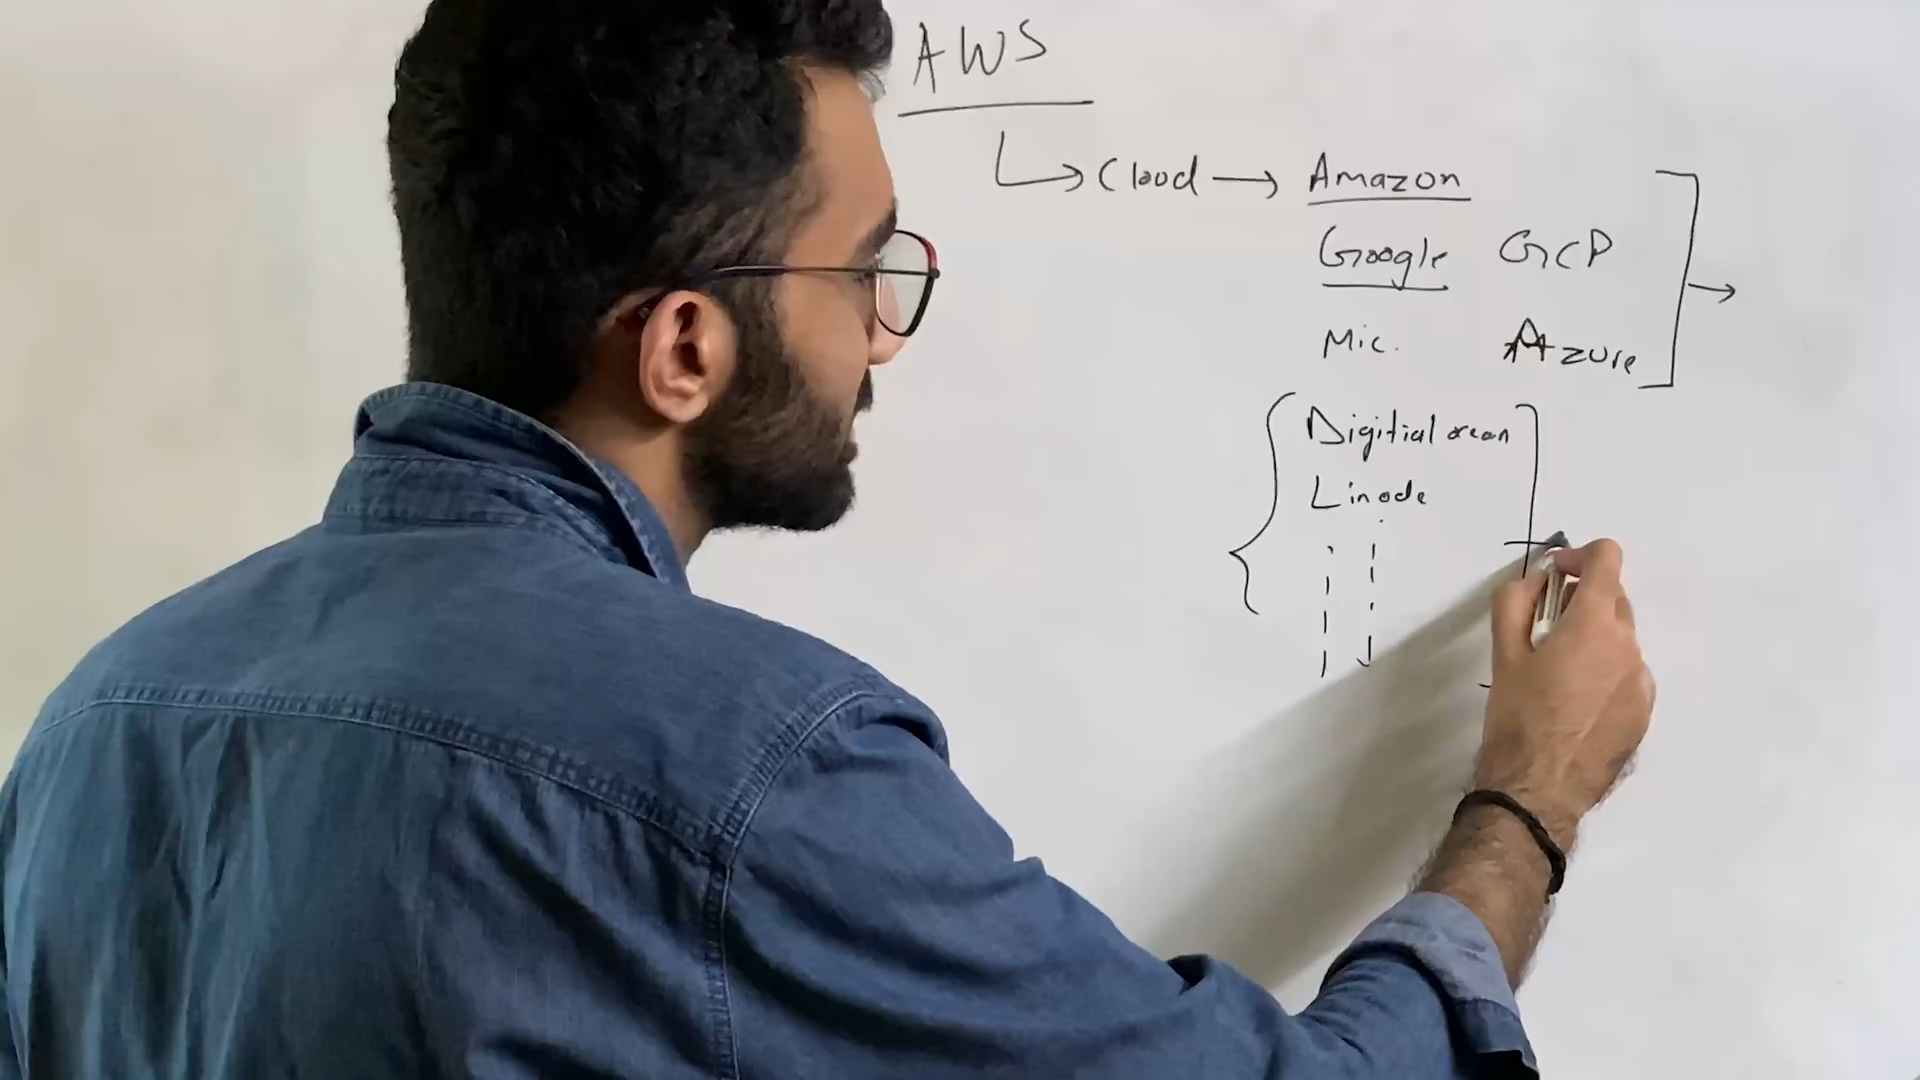 AWS
Cloud → Amazon
Google GCP
Mic. Azure
Digitial ocean
Linode